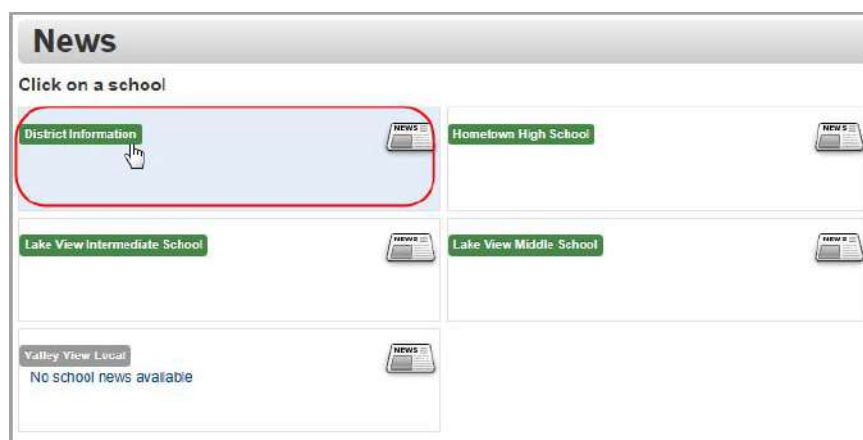 News
Click on a school
District Information
NEWS
Hometown High School
NEWS
Lake View Intermediate School
NEWS
Lake View Middle School
NEWS
Valley View Local
NEWS
No school news available